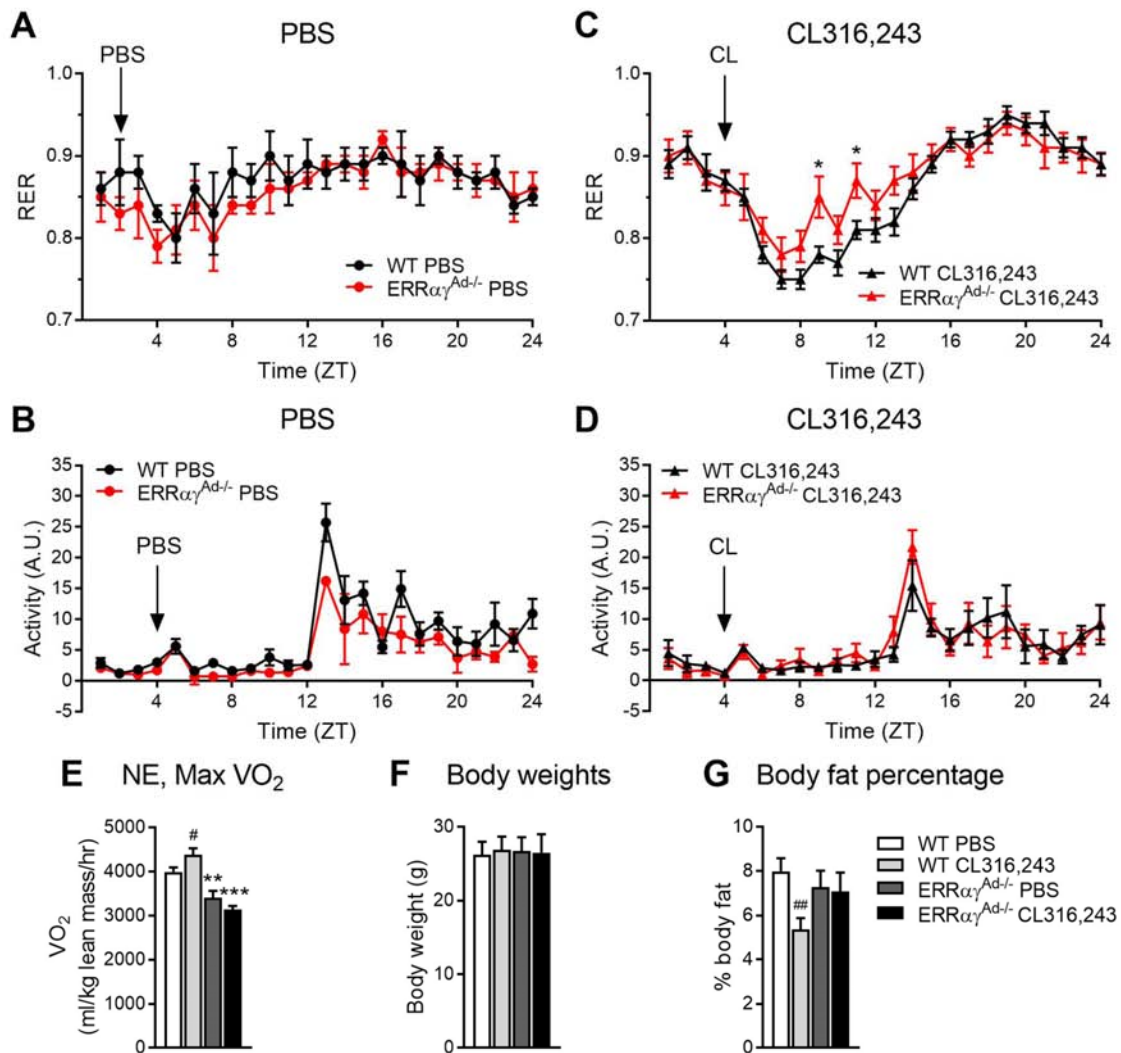 A PBS
PBS
1.0
0.9
0.8
0.7
RER
WT PBS
ERRαγAd-/- PBS
4 8 12 16 20 24
Time (ZT)
C CL316,243
CL
1.0
0.9
0.8
0.7
RER
* *
WT CL316,243
ERRαγAd-/- CL316,243
4 8 12 16 20 24
Time (ZT)
B PBS
35
30
25
20
15
10
5
0
-5
Activity (A.U.)
WT PBS
ERRαγAd-/- PBS
PBS
4 8 12 16 20 24
Time (ZT)
D CL316,243
35
30
25
20
15
10
5
0
-5
Activity (A.U.)
WT CL316,243
ERRαγAd-/- CL316,243
CL
4 8 12 16 20 24
Time (ZT)
E NE, Max VO2
5000
4000
3000
2000
1000
0
VO2
(ml/kg lean mass/hr)
#
**
***
F Body weights
30
20
10
0
Body weight (g)
G Body fat percentage
10
8
6
4
2
0
% body fat
##
WT PBS
WT CL316,243
ERRαγAd-/- PBS
ERRαγAd-/- CL316,243